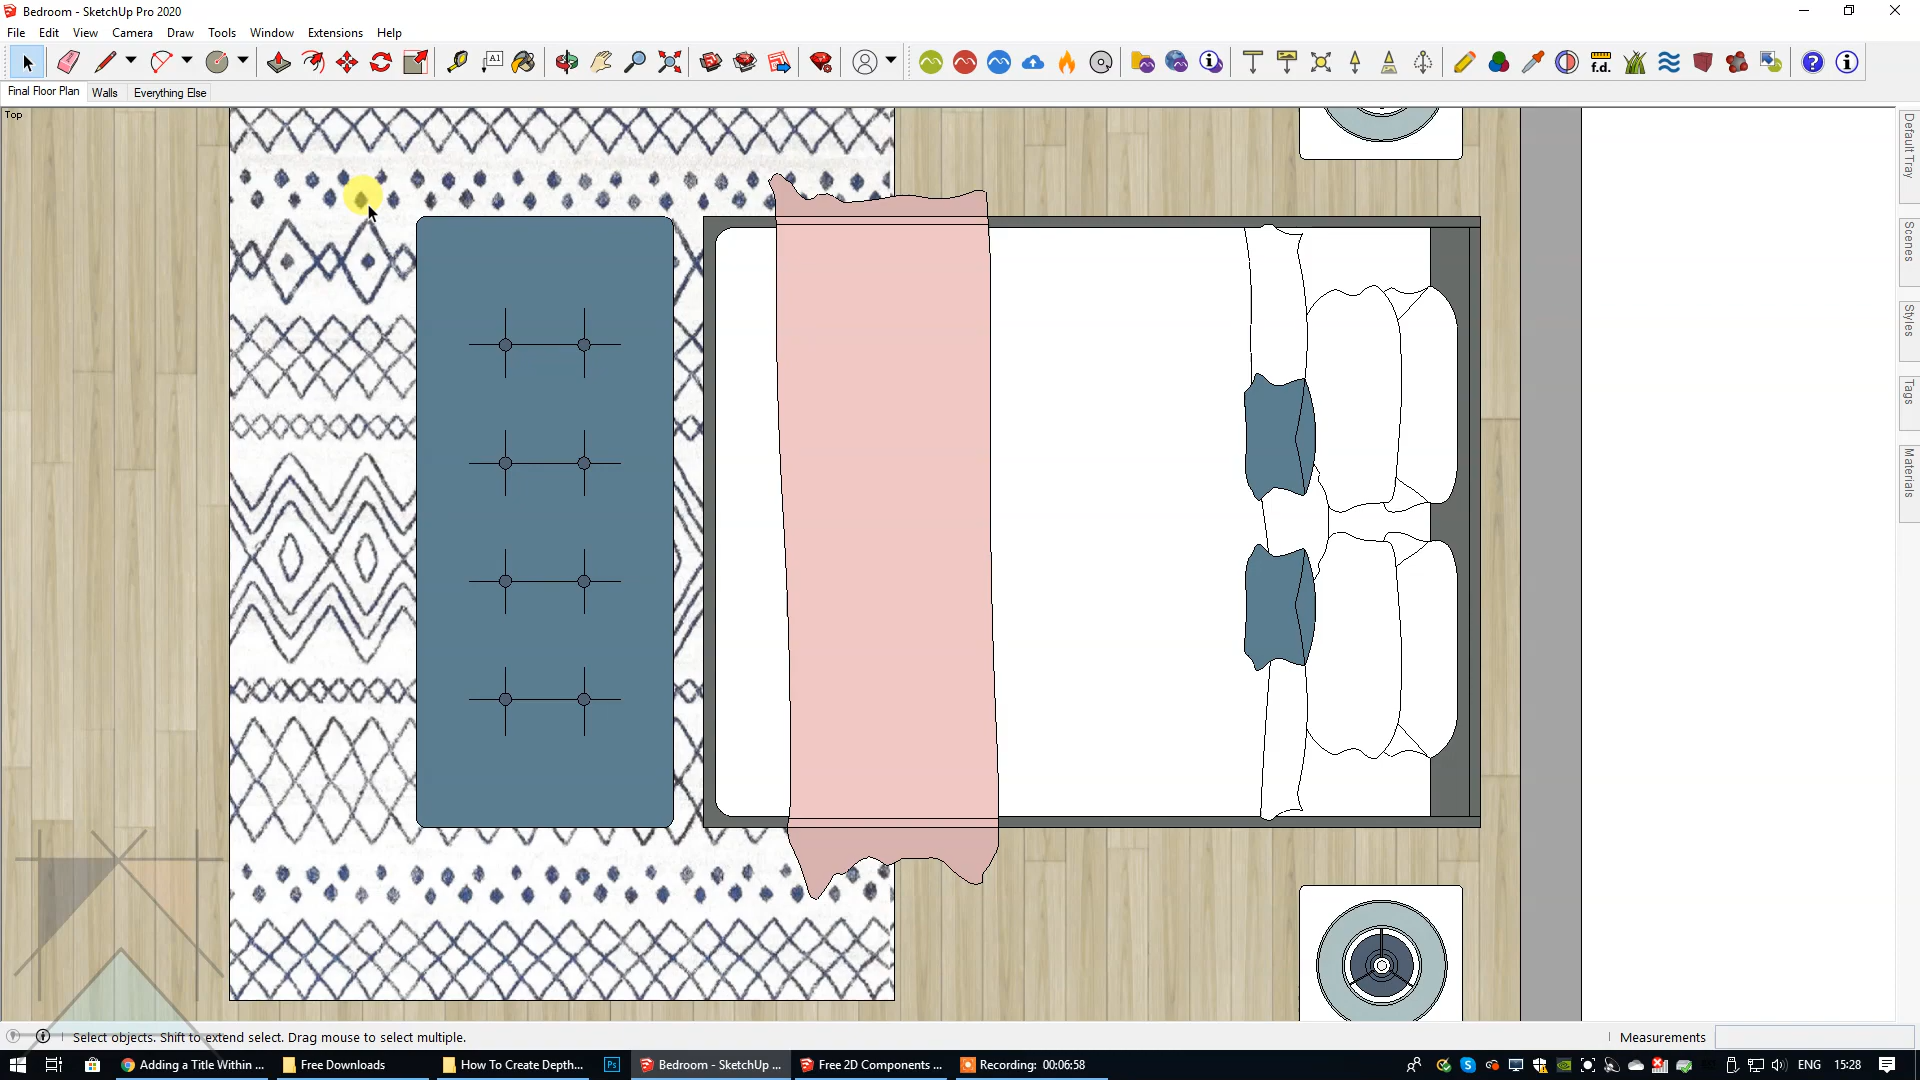 Bedroom - SketchUp Pro 2020
File Edit View Camera Draw Tools Window Extensions Help
A1
f.d.
Final Floor Plan Walls Everything Else
Top
Default Tray
Scenes
Styles
Tags
Materials
Select objects. Shift to extend select. Drag mouse to select multiple.
Measurements
Adding a Title Within ...
Free Downloads
How To Create Depth...
Ps
Bedroom - SketchUp ...
Free 2D Components ...
Recording: 00:06:58
ENG
15:28